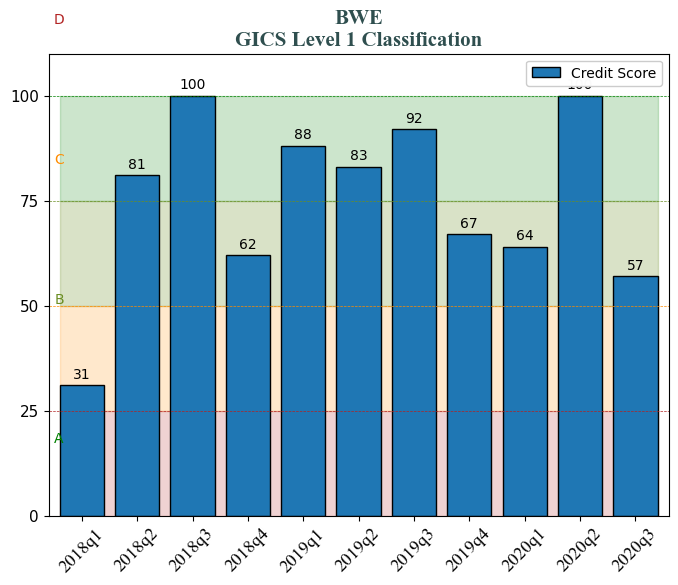 D
BWE
GICS Level 1 Classification
Credit Score
100
75
50
25
0
C
B
A
31
81
100
62
88
83
92
67
64
57
2018q1
2018q2
2018q3
2018q4
2019q1
2019q2
2019q3
2019q4
2020q1
2020q2
2020q3